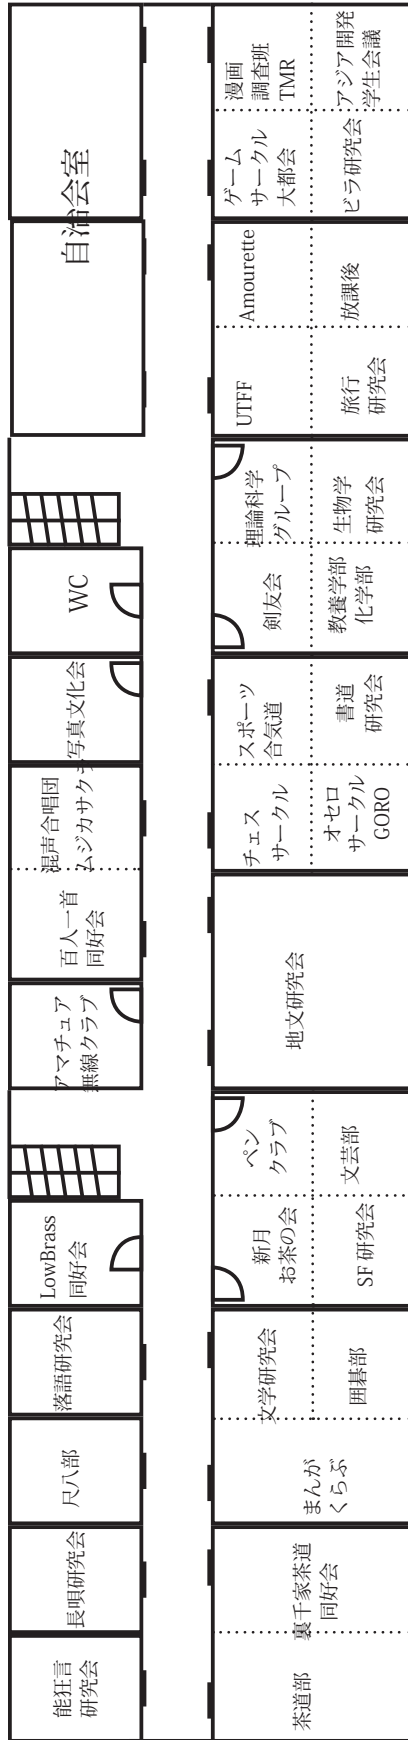 自治会室
WC
写真文化会
混声合唱団
ムジカサクラ
百人一首
同好会
アマチュア
無線クラブ
LowBrass
同好会
落語研究会
尺八部
長唄研究会
能狂言
研究会
漫画
調査班
TMR
アジア開発
学生会議
ゲーム
サークル
大都会
ビラ研究会
Amourette
放課後
UTFF
旅行
研究会
理論科学
グループ
生物学
研究会
剣友会
教養学部
化学部
スポーツ
合気道
書道
研究会
チェス
サークル
オセロ
サークル
GORO
地文研究会
ペン
クラブ
文芸部
新月
お茶の会
SF 研究会
文学研究会
囲碁部
まんが
くらぶ
裏千家茶道
同好会
茶道部